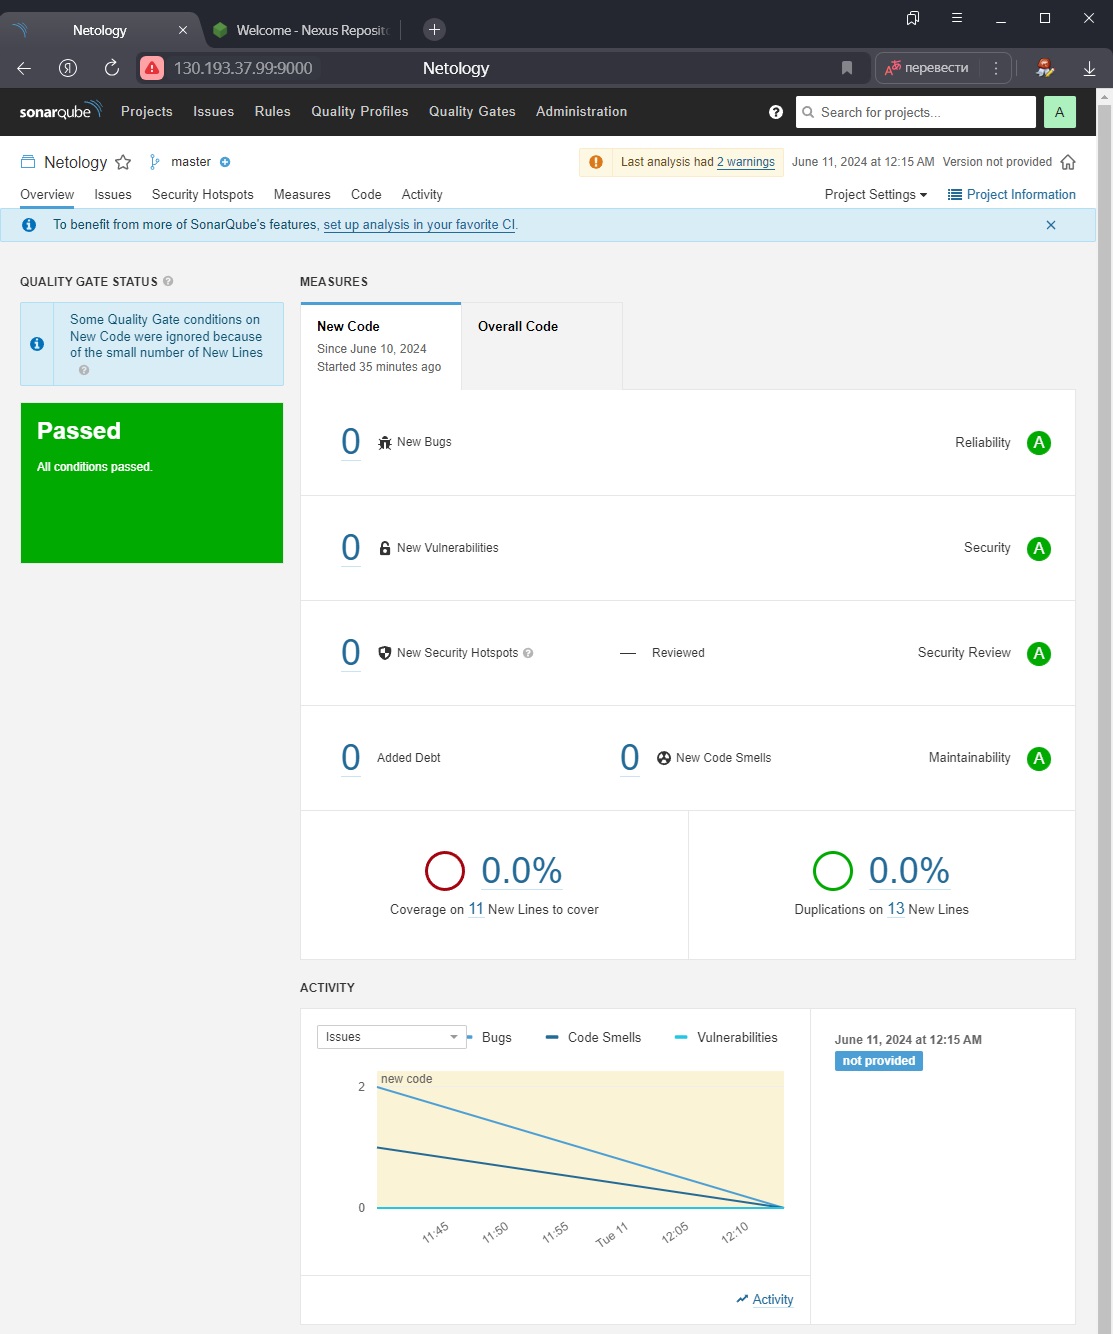 Netology
Welcome - Nexus Reposit
130.193.37.99:9000
Netology
перевести
sonarqube
Projects
Issues
Rules
Quality Profiles
Quality Gates
Administration
Search for projects...
A
Netology
master
Last analysis had 2 warnings
June 11, 2024 at 12:15 AM
Version not provided
Overview
Issues
Security Hotspots
Measures
Code
Activity
Project Settings
Project Information
To benefit from more of SonarQube's features, set up analysis in your favorite CI.
QUALITY GATE STATUS
Some Quality Gate conditions on
New Code were ignored because
of the small number of New Lines
Passed
All conditions passed.
MEASURES
New Code
Since June 10, 2024
Started 35 minutes ago
Overall Code
0 New Bugs
Reliability A
0 New Vulnerabilities
Security A
0 New Security Hotspots
— Reviewed
Security Review A
0 Added Debt
0 New Code Smells
Maintainability A
0.0%
Coverage on 11 New Lines to cover
0.0%
Duplications on 13 New Lines
ACTIVITY
Issues
Bugs
Code Smells
Vulnerabilities
new code
2
0
11:45
11:50
11:55
Tue 11
12:05
12:10
Activity
June 11, 2024 at 12:15 AM
not provided